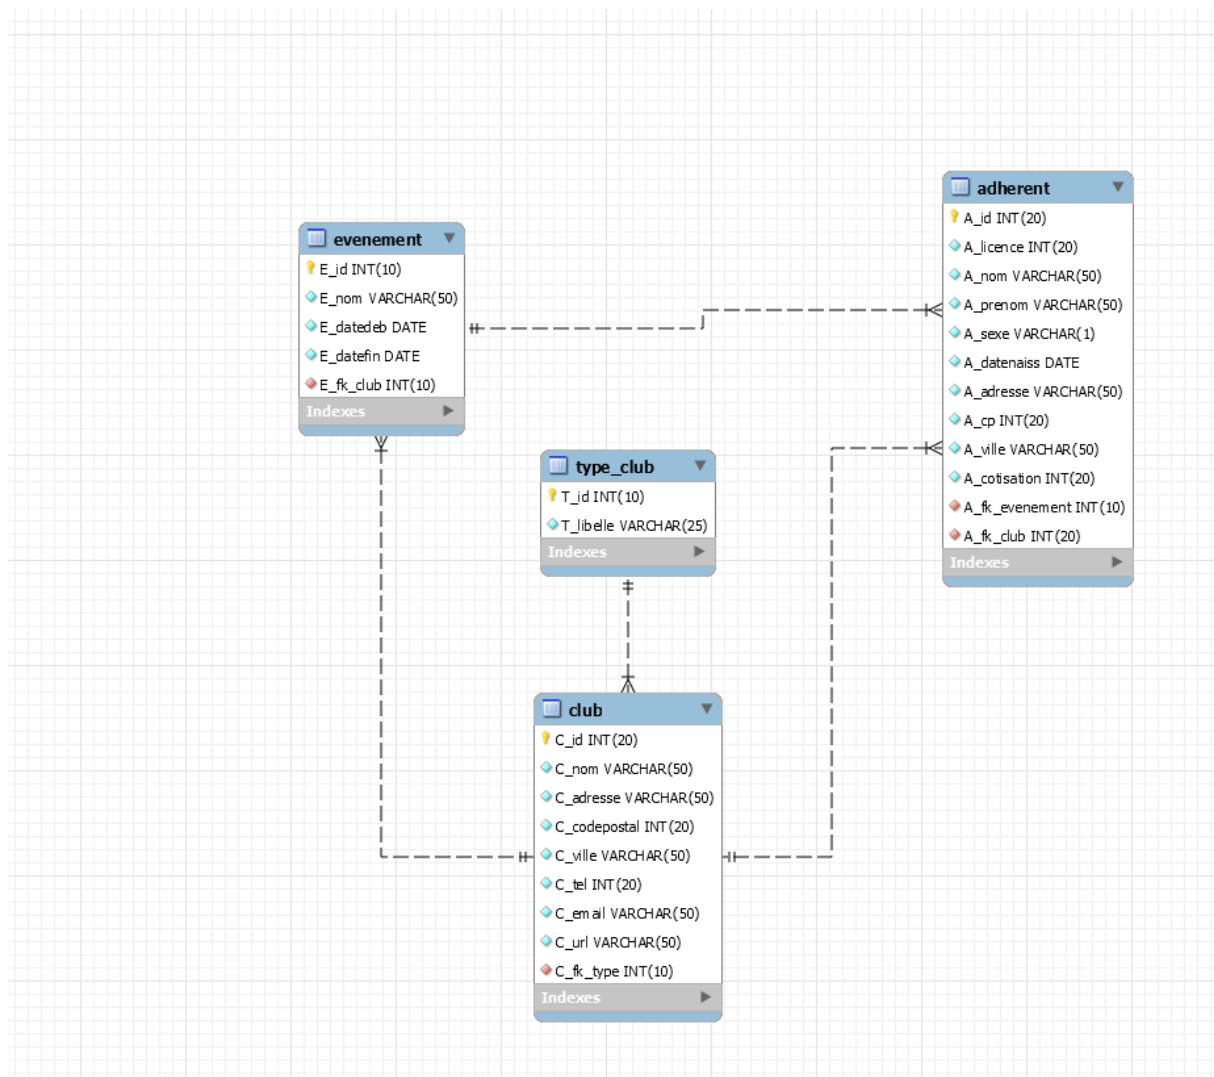 evenement
E_id INT(10)
E_nom VARCHAR(50)
E_datedeb DATE
E_datefin DATE
E_fk_club INT(10)
Indexes
adherent
A_id INT(20)
A_licence INT(20)
A_nom VARCHAR(50)
A_prenom VARCHAR(50)
A_sexe VARCHAR(1)
A_datenaiss DATE
A_adresse VARCHAR(50)
A_cp INT(20)
A_ville VARCHAR(50)
A_cotisation INT(20)
A_fk_evenement INT(10)
A_fk_club INT(20)
Indexes
type_club
T_id INT(10)
T_libelle VARCHAR(25)
Indexes
club
C_id INT(20)
C_nom VARCHAR(50)
C_adresse VARCHAR(50)
C_codepostal INT(20)
C_ville VARCHAR(50)
C_tel INT(20)
C_email VARCHAR(50)
C_url VARCHAR(50)
C_fk_type INT(10)
Indexes